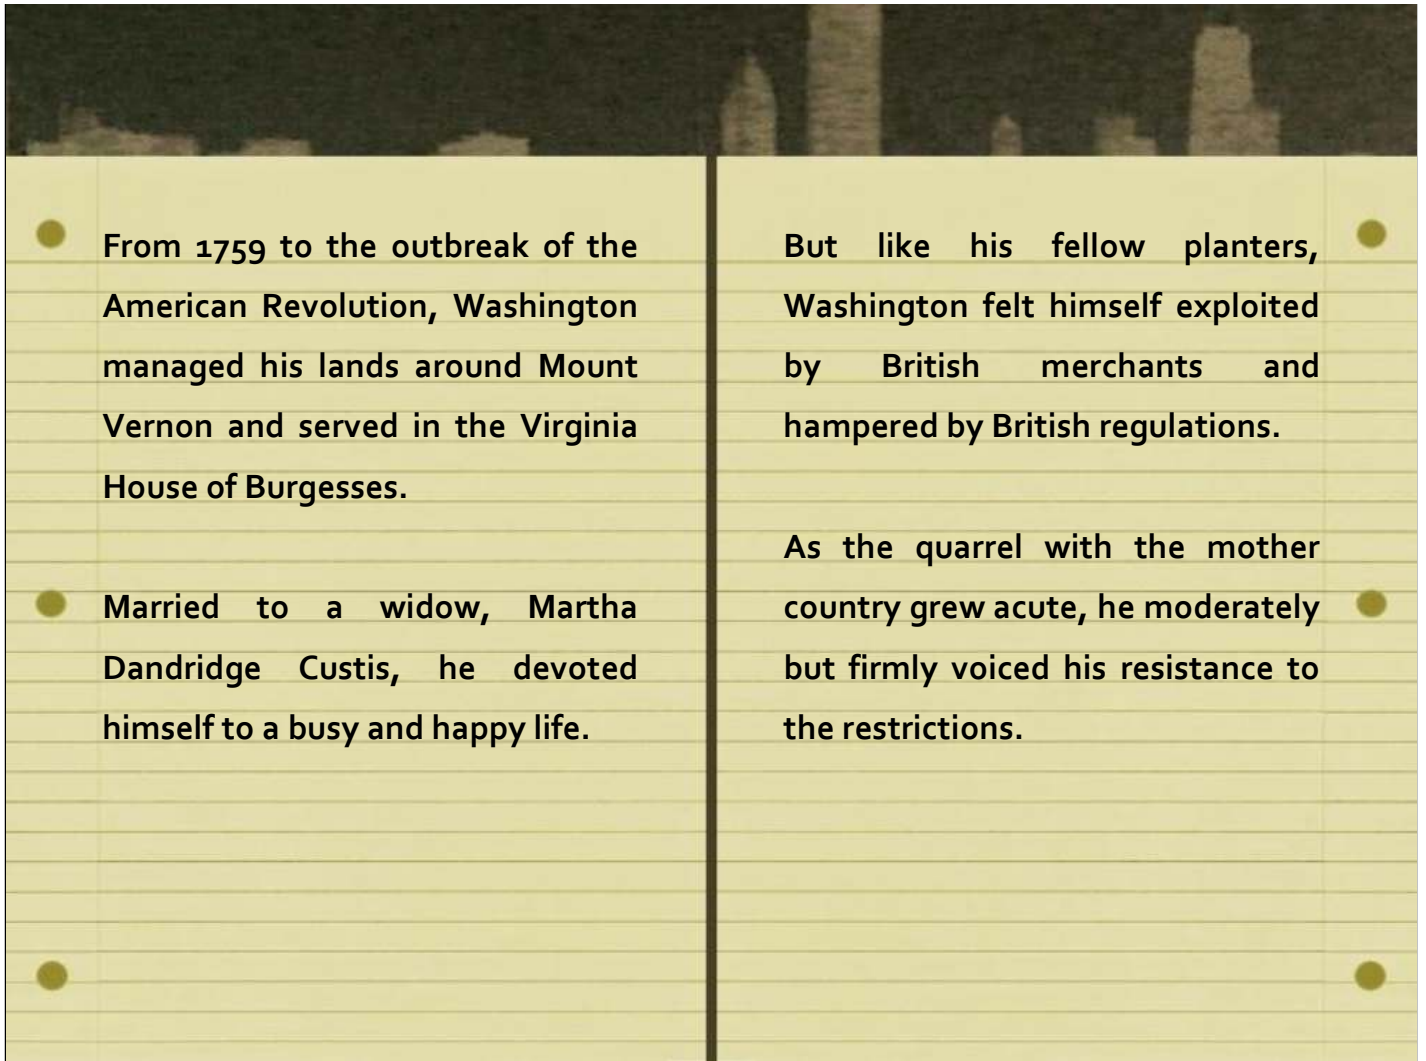 From 1759 to the outbreak of the
American Revolution, Washington
managed his lands around Mount
Vernon and served in the Virginia
House of Burgesses.
Married to a widow, Martha
Dandridge Custis, he devoted
himself to a busy and happy life.
But like his fellow planters,
Washington felt himself exploited
by British merchants and
hampered by British regulations.
As the quarrel with the mother
country grew acute, he moderately
but firmly voiced his resistance to
the restrictions.